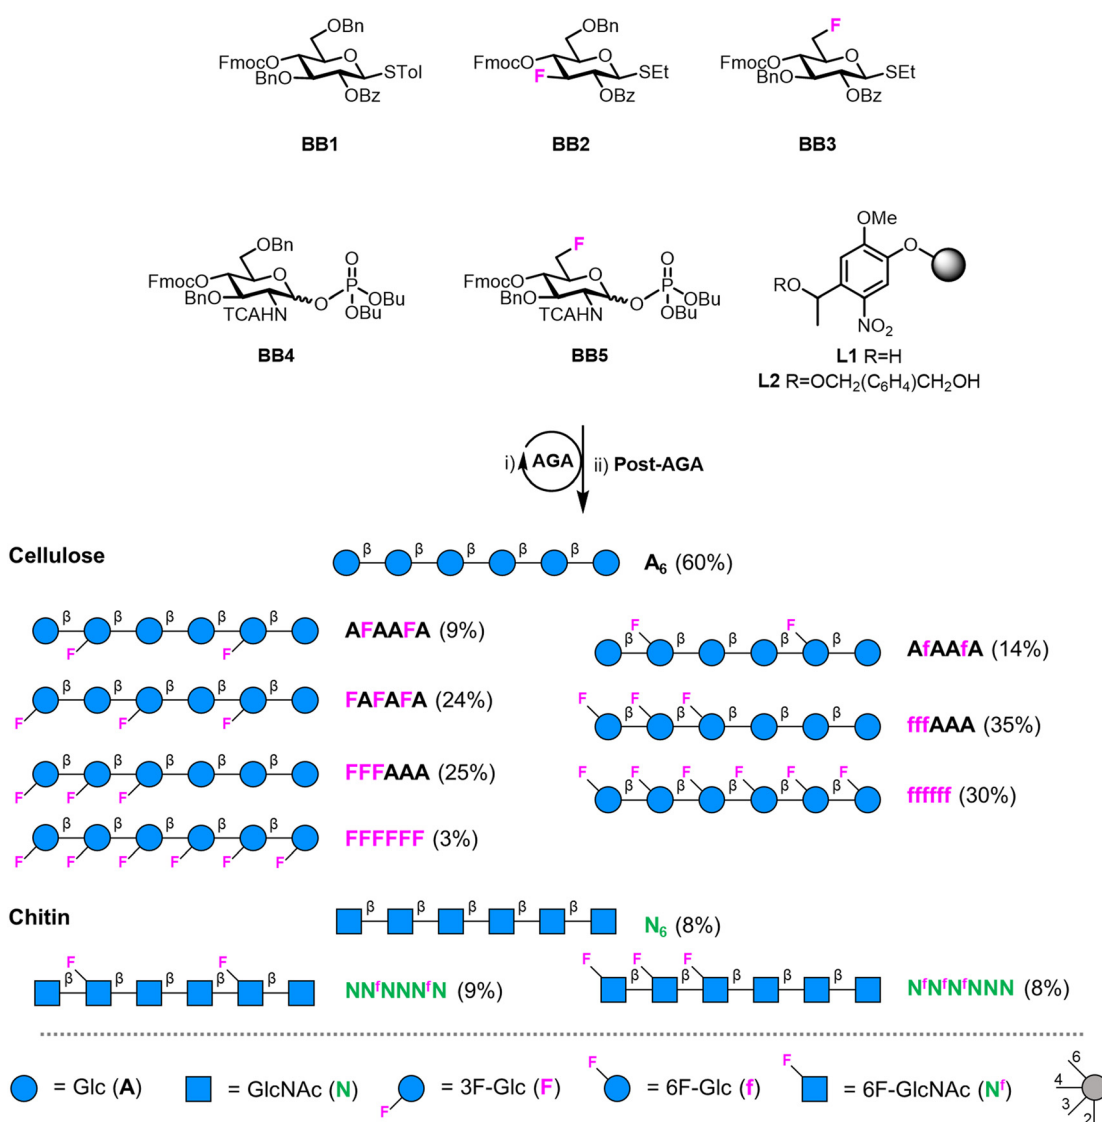 OBn
FmocO
O
BnO
STol
OBz
BB1
OBn
FmocO
O
F
SEt
OBz
BB2
F
FmocO
O
BnO
SEt
OBz
BB3
OBn
FmocO
O
BnO
TCAHN
O
O
P
OBu
OBu
BB4
F
FmocO
O
BnO
TCAHN
O
O
P
OBu
OBu
BB5
OMe
O
RO
NO₂
L1 R=H
L2 R=OCH₂(C₆H₄)CH₂OH
i) AGA ii) Post-AGA
Cellulose
β β β β β
A₆ (60%)
β β β β β
F F
AFAAFA (9%)
F F
β β β β β
AfAAfA (14%)
β β β β β
F F F
FAFAFA (24%)
F F F
β β β β β
fffAAA (35%)
β β β β β
F F F
FFFAAA (25%)
F F F F F F
β β β β β
ffffff (30%)
β β β β β
F F F F F F
FFFFFF (3%)
Chitin
β β β β β
N₆ (8%)
F F
β β β β β
NNᶠNNNᶠN (9%)
F F F
β β β β β
NᶠNᶠNᶠNNN (8%)
= Glc (A)
= GlcNAc (N)
F
= 3F-Glc (F)
F
= 6F-Glc (f)
F
= 6F-GlcNAc (Nᶠ)
6
4
3
2